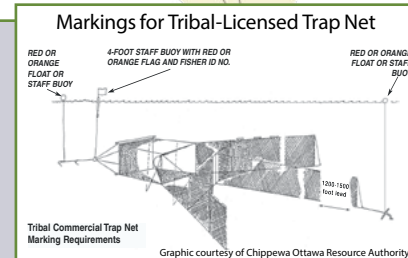 Markings for Tribal-Licensed Trap Net
RED OR
ORANGE
FLOAT OR
STAFF BUOY
4-FOOT STAFF BUOY WITH RED OR
ORANGE FLAG AND FISHER ID NO.
RED OR ORANGE
FLOAT OR STAFF
BUOY
1200-1500
foot lead
Tribal Commercial Trap Net
Marking Requirements
Graphic courtesy of Chippewa Ottawa Resource Authority